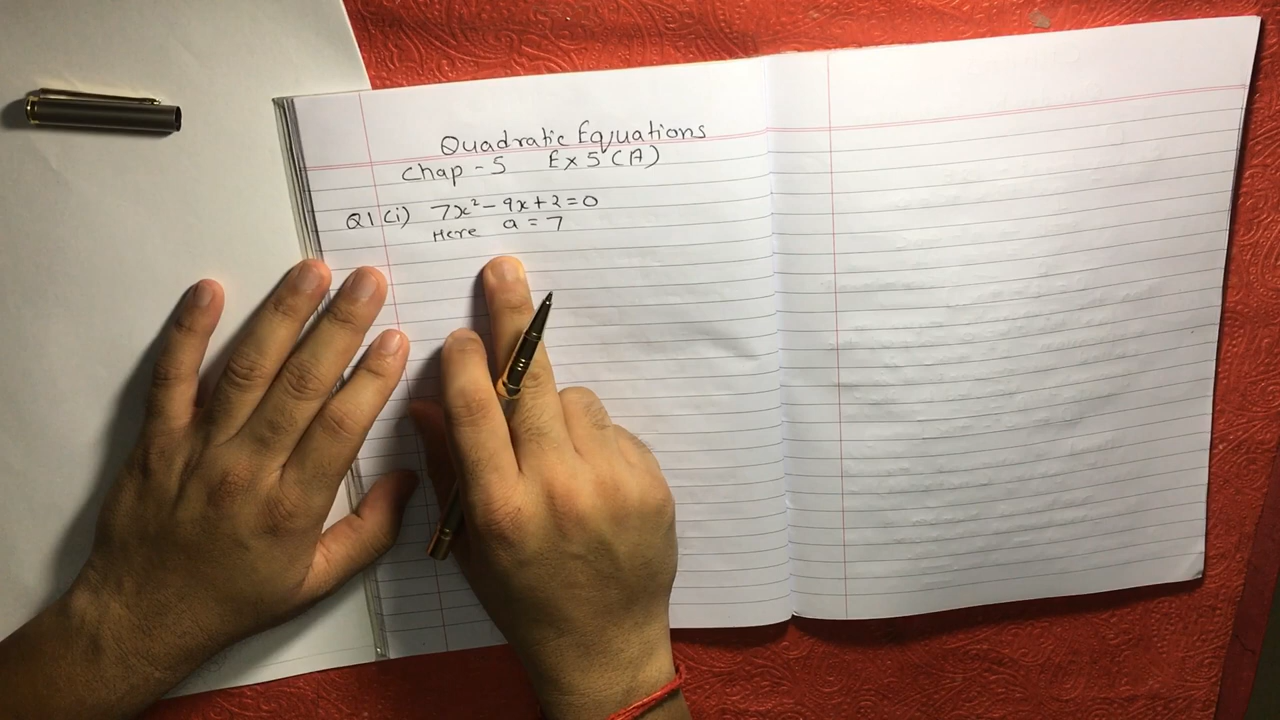 Quadratic Equations
Chap - 5 Ex 5 (A)
Q1 (i) 7x² - 9x + 2 = 0
Here a = 7